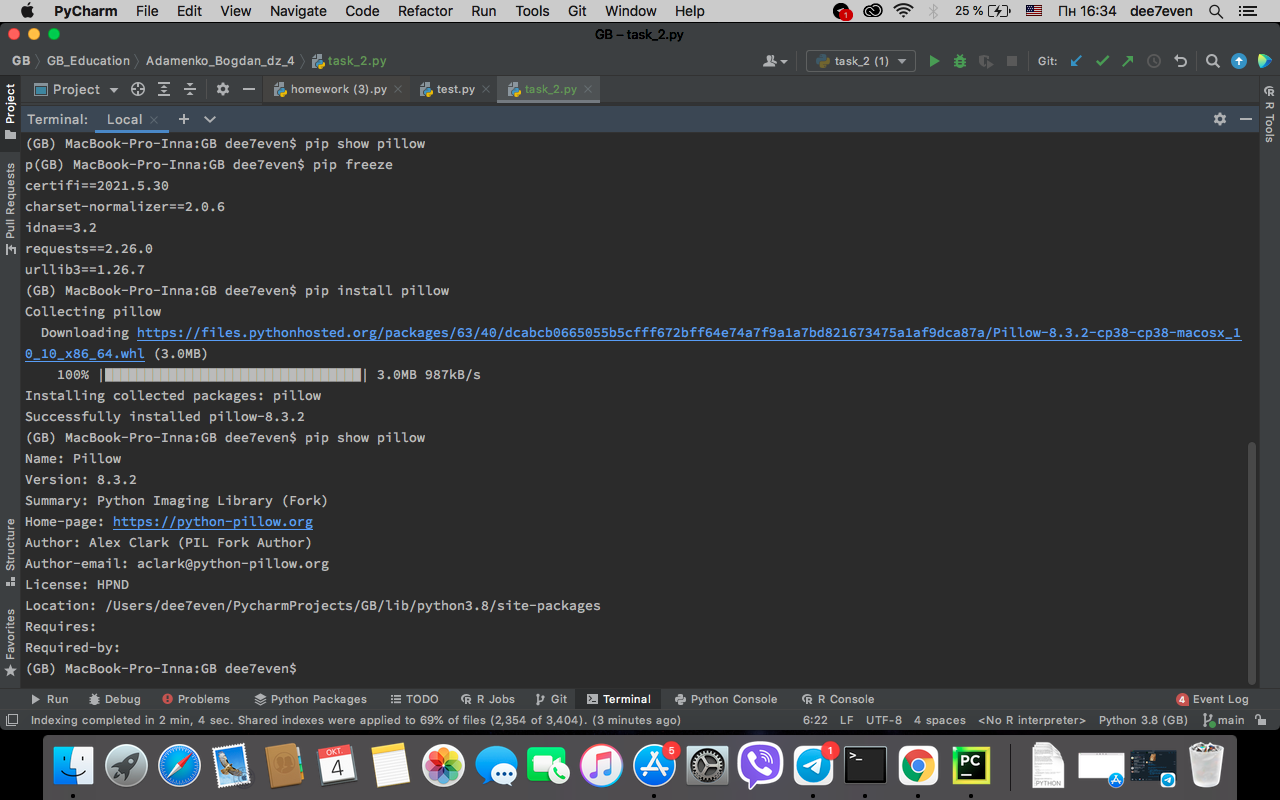 PyCharm File Edit View Navigate Code Refactor Run Tools Git Window Help 1 25 % Пн 16:34 dee7even
GB – task_2.py
GB GB_Education Adamenko_Bogdan_dz_4 task_2.py task_2 (1) Git:
Project homework (3).py test.py task_2.py
Terminal: Local
Project
Pull Requests
Structure
Favorites
R Tools
(GB) MacBook-Pro-Inna:GB dee7even$ pip show pillow
p(GB) MacBook-Pro-Inna:GB dee7even$ pip freeze
certifi==2021.5.30
charset-normalizer==2.0.6
idna==3.2
requests==2.26.0
urllib3==1.26.7
(GB) MacBook-Pro-Inna:GB dee7even$ pip install pillow
Collecting pillow
Downloading https://files.pythonhosted.org/packages/63/40/dcabcb0665055b5cfff672bff64e74a7f9a1a7bd821673475a1af9dca87a/Pillow-8.3.2-cp38-cp38-macosx_1
0_10_x86_64.whl (3.0MB)
100% |████████████████████████████████| 3.0MB 987kB/s
Installing collected packages: pillow
Successfully installed pillow-8.3.2
(GB) MacBook-Pro-Inna:GB dee7even$ pip show pillow
Name: Pillow
Version: 8.3.2
Summary: Python Imaging Library (Fork)
Home-page: https://python-pillow.org
Author: Alex Clark (PIL Fork Author)
Author-email: aclark@python-pillow.org
License: HPND
Location: /Users/dee7even/PycharmProjects/GB/lib/python3.8/site-packages
Requires:
Required-by:
(GB) MacBook-Pro-Inna:GB dee7even$
Run Debug Problems Python Packages TODO R Jobs Git Terminal Python Console R Console 4 Event Log
Indexing completed in 2 min, 4 sec. Shared indexes were applied to 69% of files (2,354 of 3,404). (3 minutes ago) 6:22 LF UTF-8 4 spaces <No R interpreter> Python 3.8 (GB) main
ОКТ. 4 5 1 >_ PC PYTHON